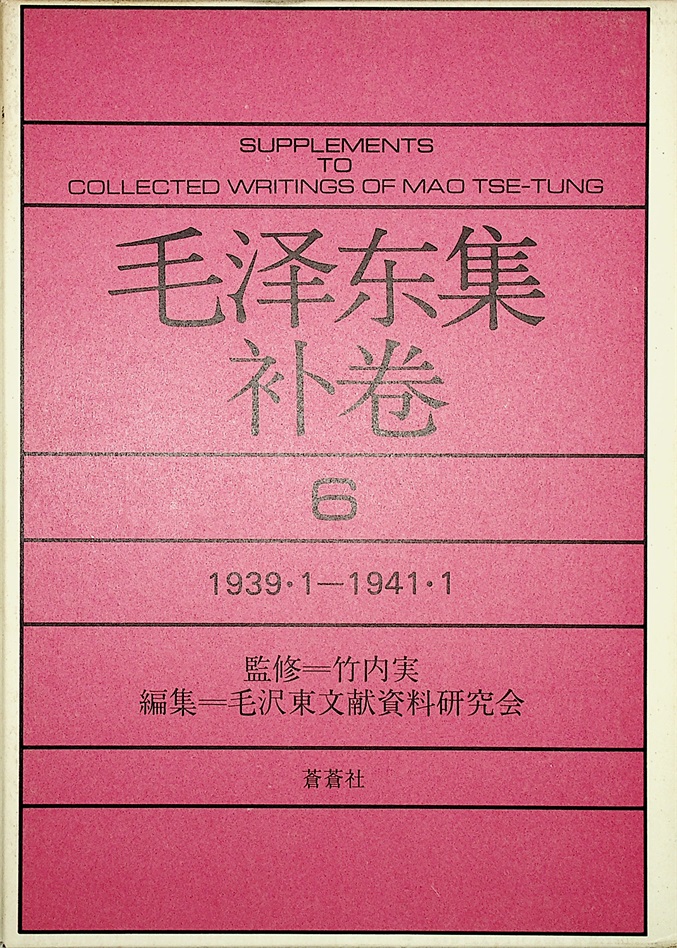 SUPPLEMENTS
TO
COLLECTED WRITINGS OF MAO TSE-TUNG
毛泽东集
补卷
6
1939·1—1941·1
監修＝竹内実
編集＝毛沢東文献資料研究会
蒼蒼社